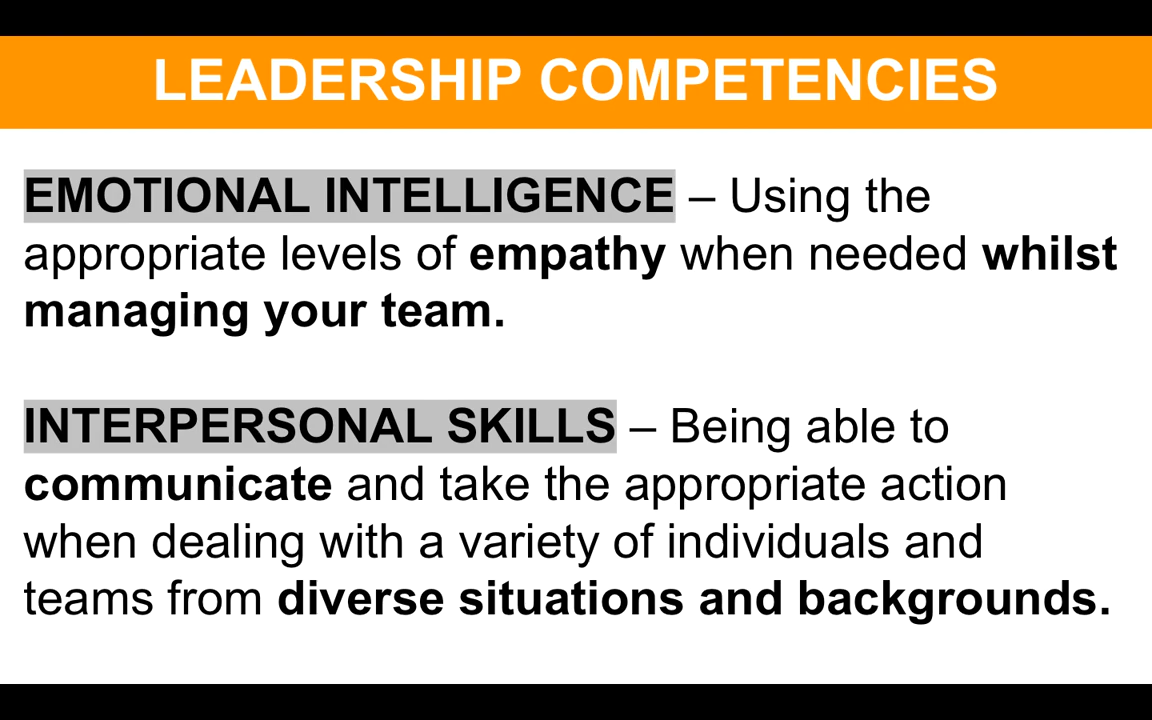 LEADERSHIP COMPETENCIES
EMOTIONAL INTELLIGENCE – Using the
appropriate levels of empathy when needed whilst
managing your team.
INTERPERSONAL SKILLS – Being able to
communicate and take the appropriate action
when dealing with a variety of individuals and
teams from diverse situations and backgrounds.